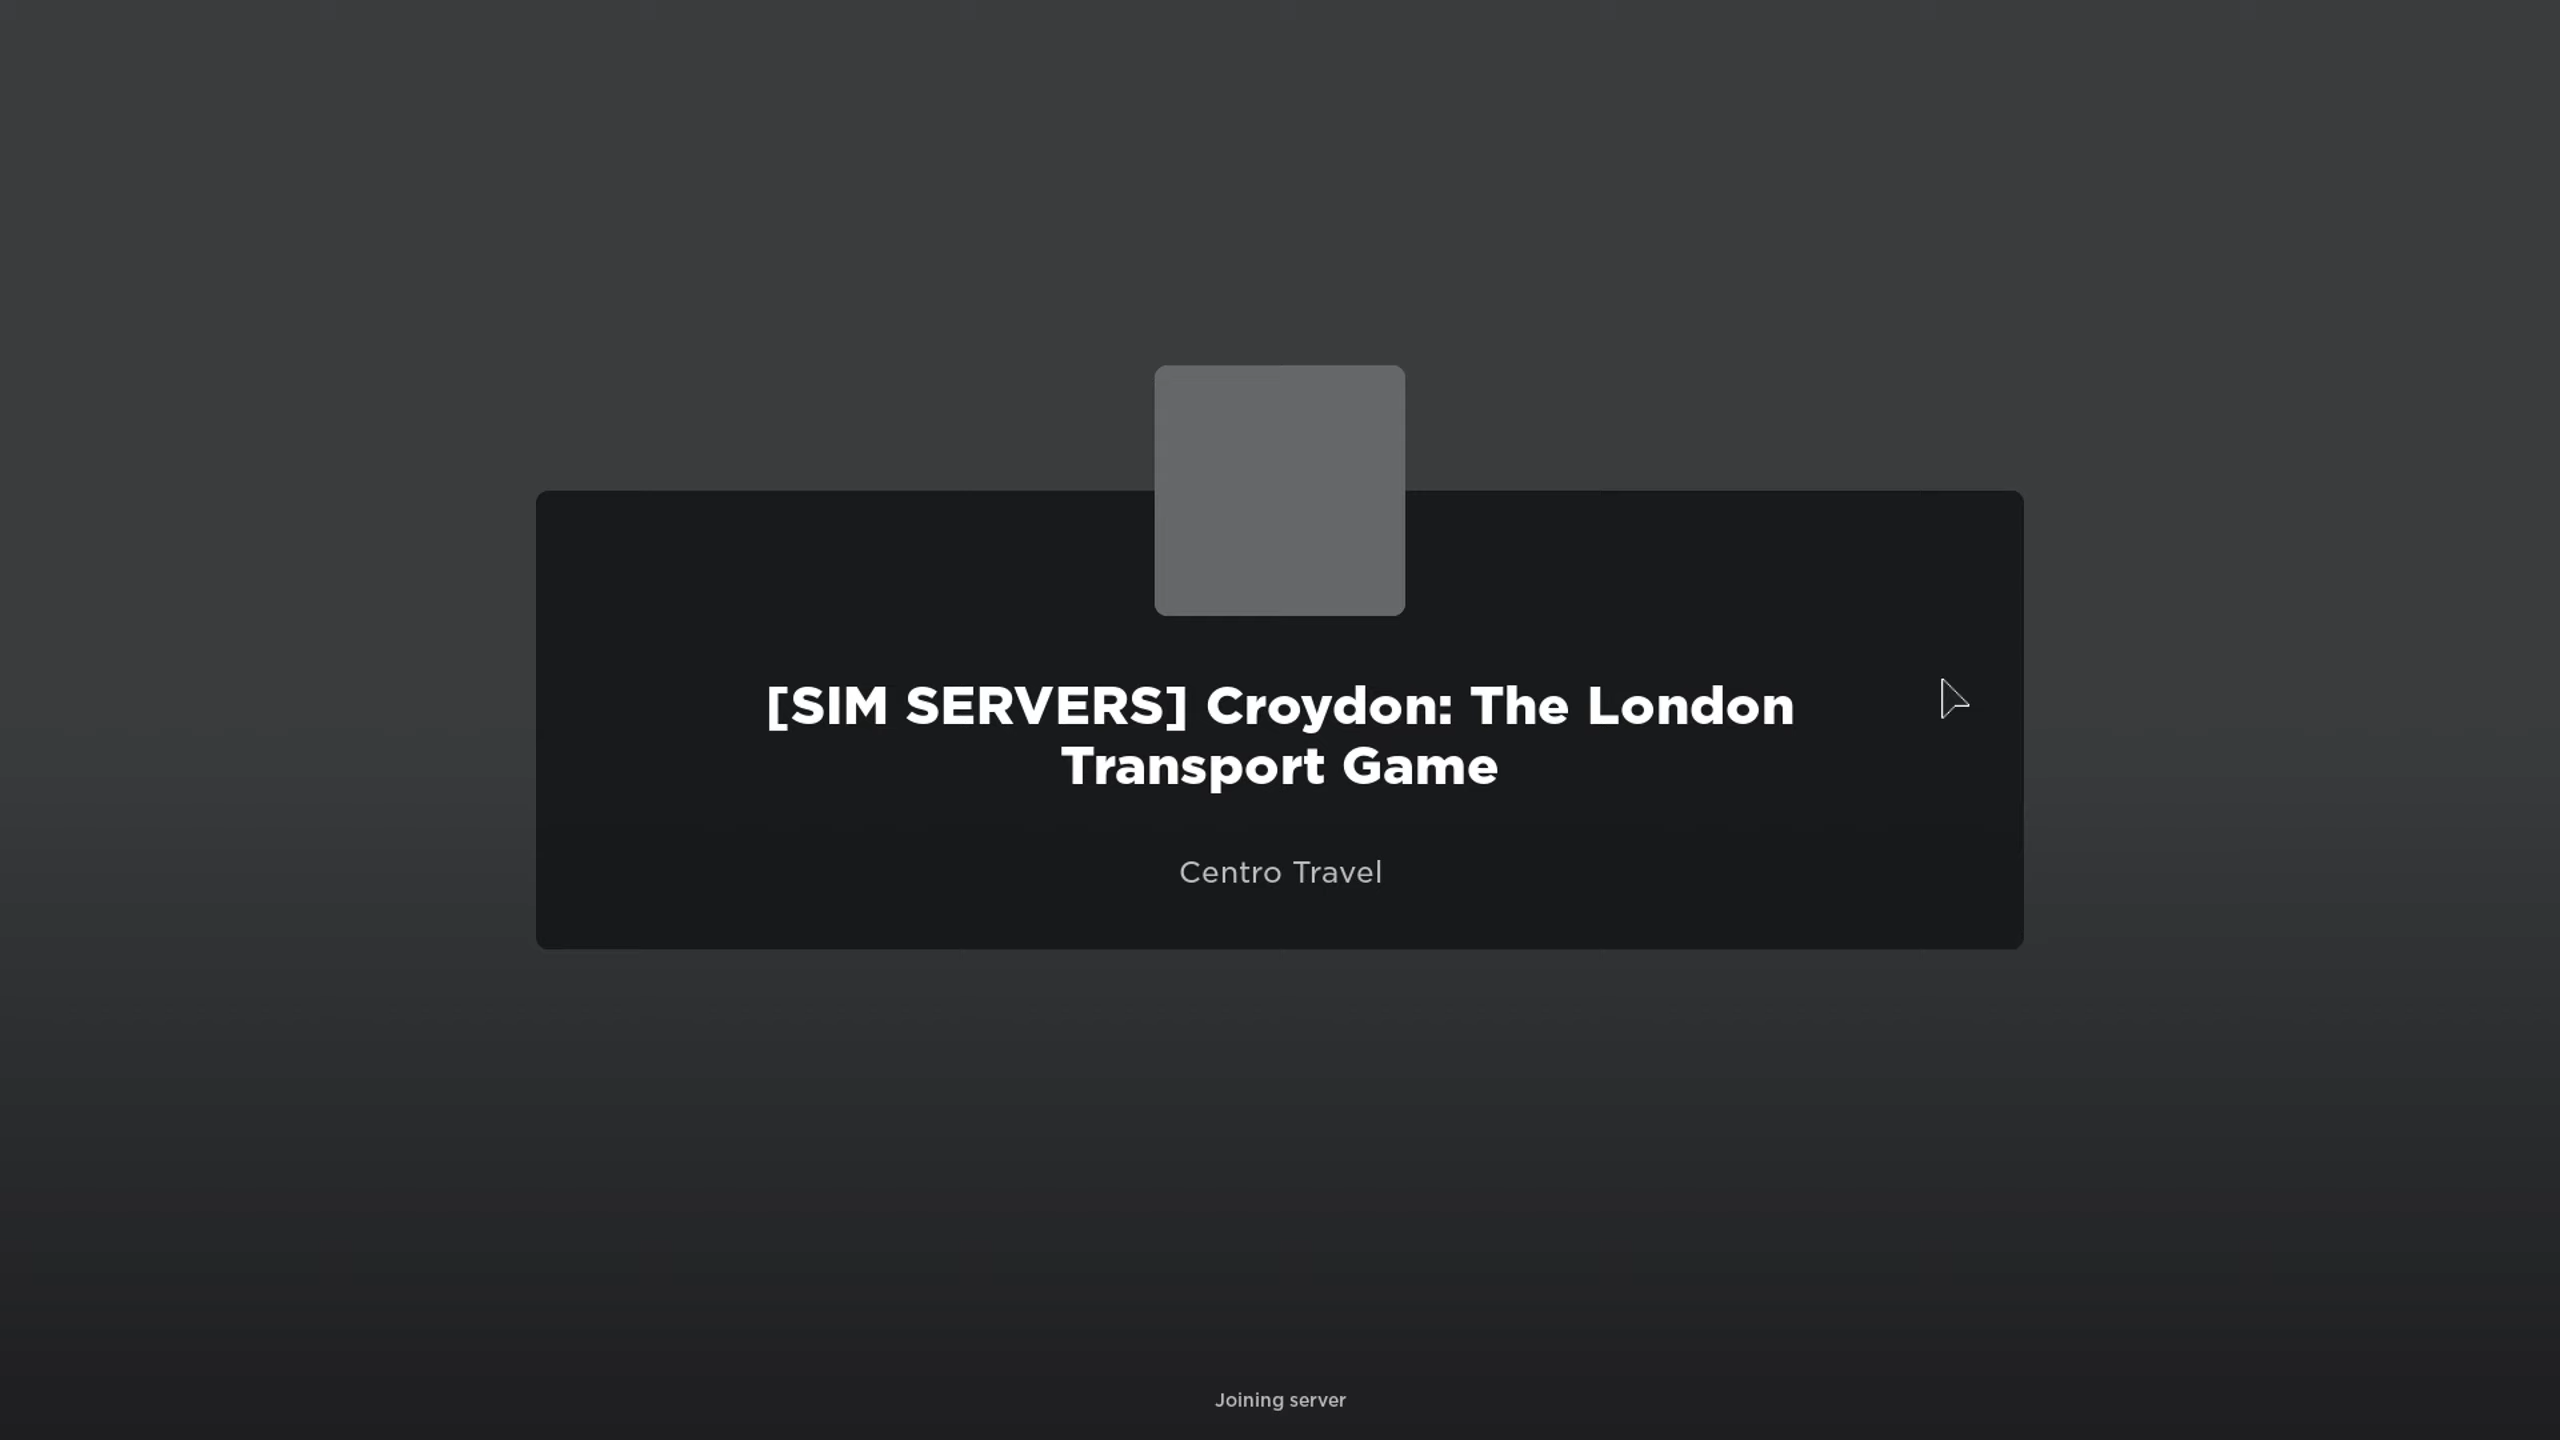 [SIM SERVERS] Croydon: The London
Transport Game
Centro Travel
Joining server